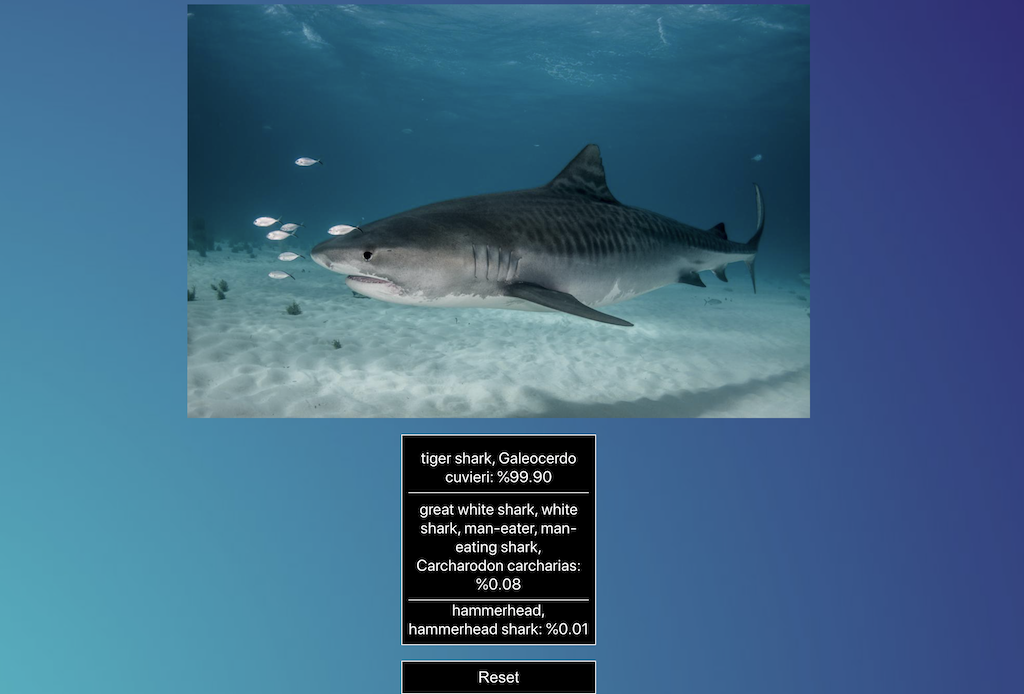 tiger shark, Galeocerdo
cuvieri: %99.90
great white shark, white
shark, man-eater, man-
eating shark,
Carcharodon carcharias:
%0.08
hammerhead,
hammerhead shark: %0.01
Reset